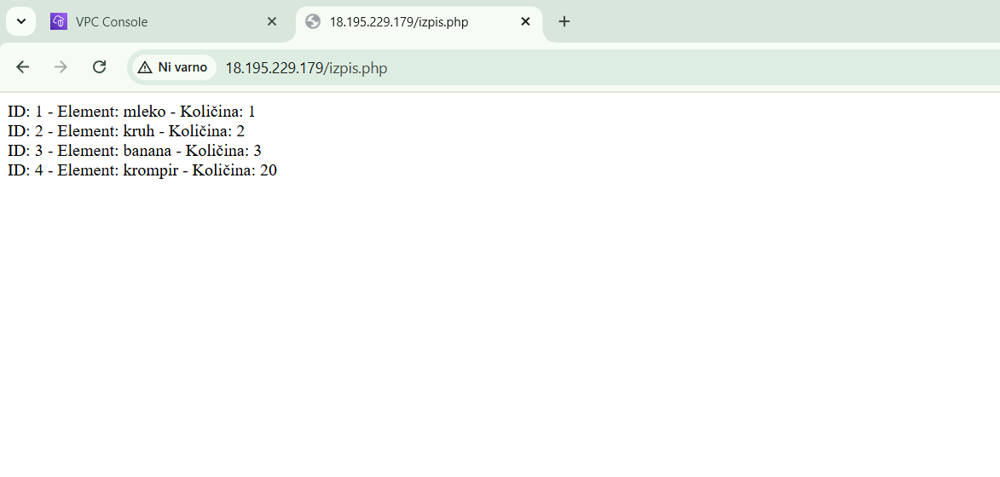 VPC Console
18.195.229.179/izpis.php
Ni varno
18.195.229.179/izpis.php
ID: 1 - Element: mleko - Količina: 1
ID: 2 - Element: kruh - Količina: 2
ID: 3 - Element: banana - Količina: 3
ID: 4 - Element: krompir - Količina: 20